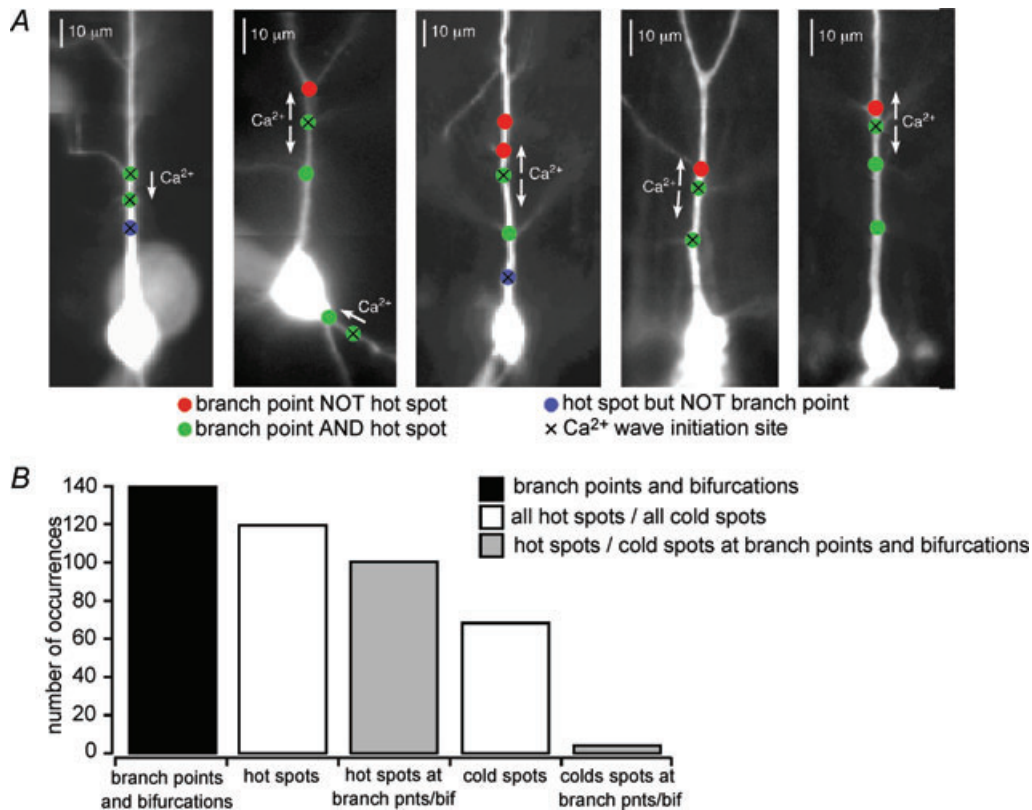 A
10 μm
10 μm
10 μm
10 μm
10 μm
Ca2+
Ca2+
Ca2+
Ca2+
Ca2+
Ca2+
branch point NOT hot spot
hot spot but NOT branch point
branch point AND hot spot
× Ca2+ wave initiation site
B
number of occurrences
140
120
100
80
60
40
20
0
branch points and bifurcations
all hot spots / all cold spots
hot spots / cold spots at branch points and bifurcations
branch points
and bifurcations
hot spots
hot spots at
branch pnts/bif
cold spots
colds spots at
branch pnts/bif